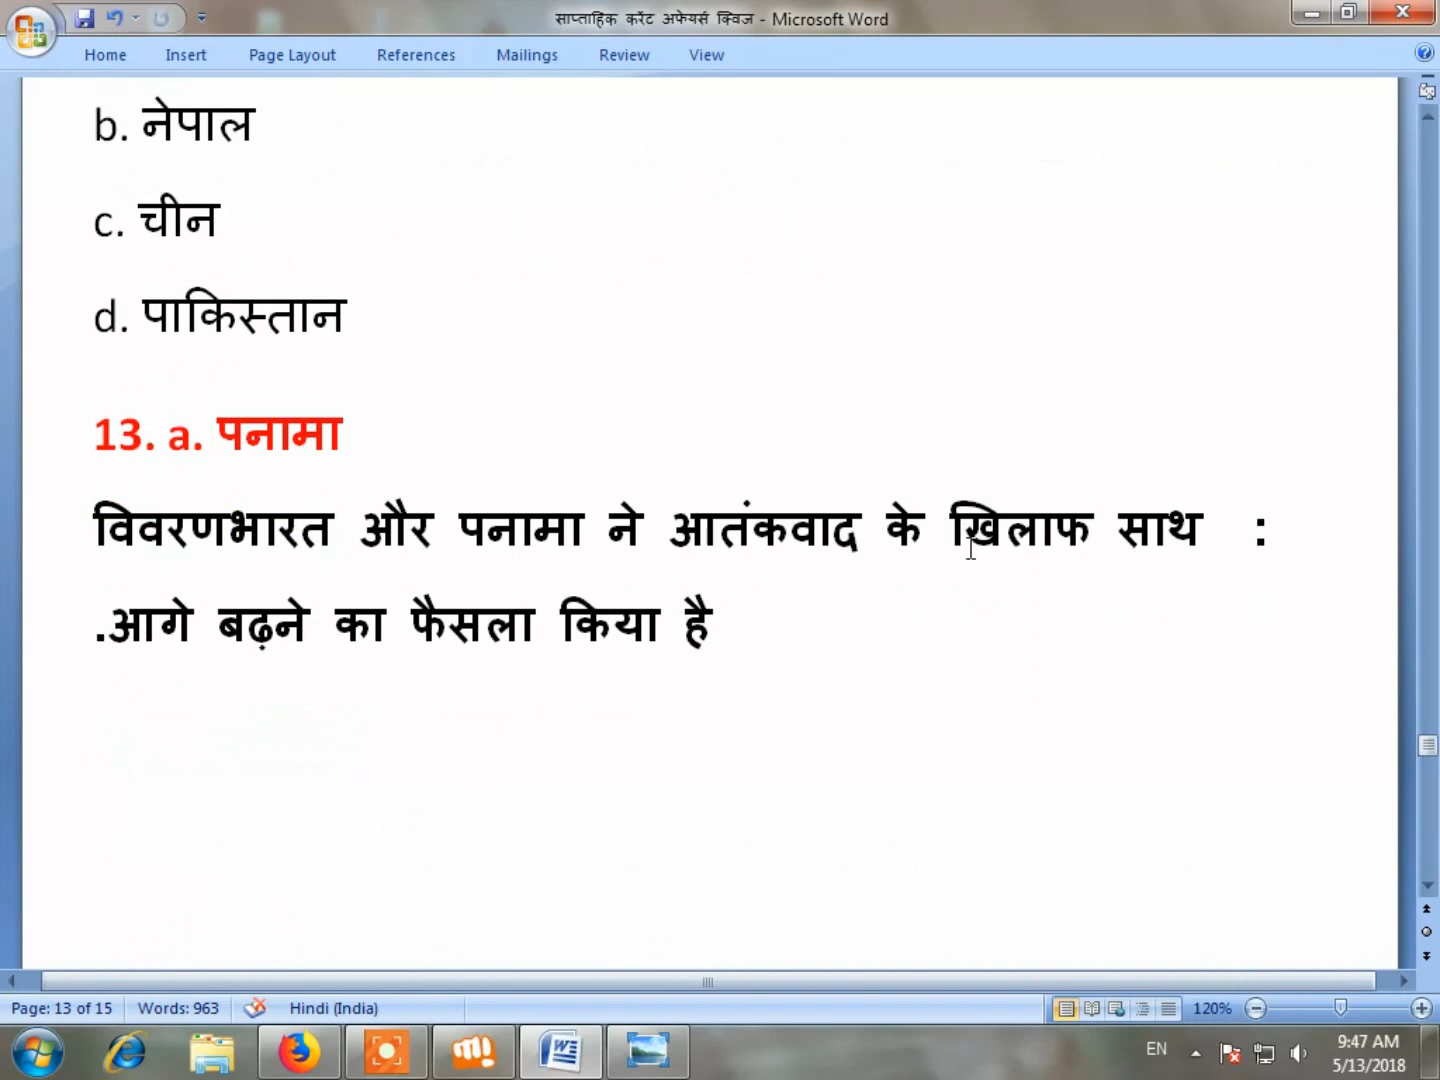 साप्ताहिक करेंट अफेयर्स क्विज - Microsoft Word
Home Insert Page Layout References Mailings Review View
b. नेपाल
c. चीन
d. पाकिस्तान
13. a. पनामा
विवरणभारत और पनामा ने आतंकवाद के खिलाफ साथ :
.आगे बढ़ने का फैसला किया है
Page: 13 of 15 Words: 963 Hindi (India) 120%
EN 9:47 AM
5/13/2018